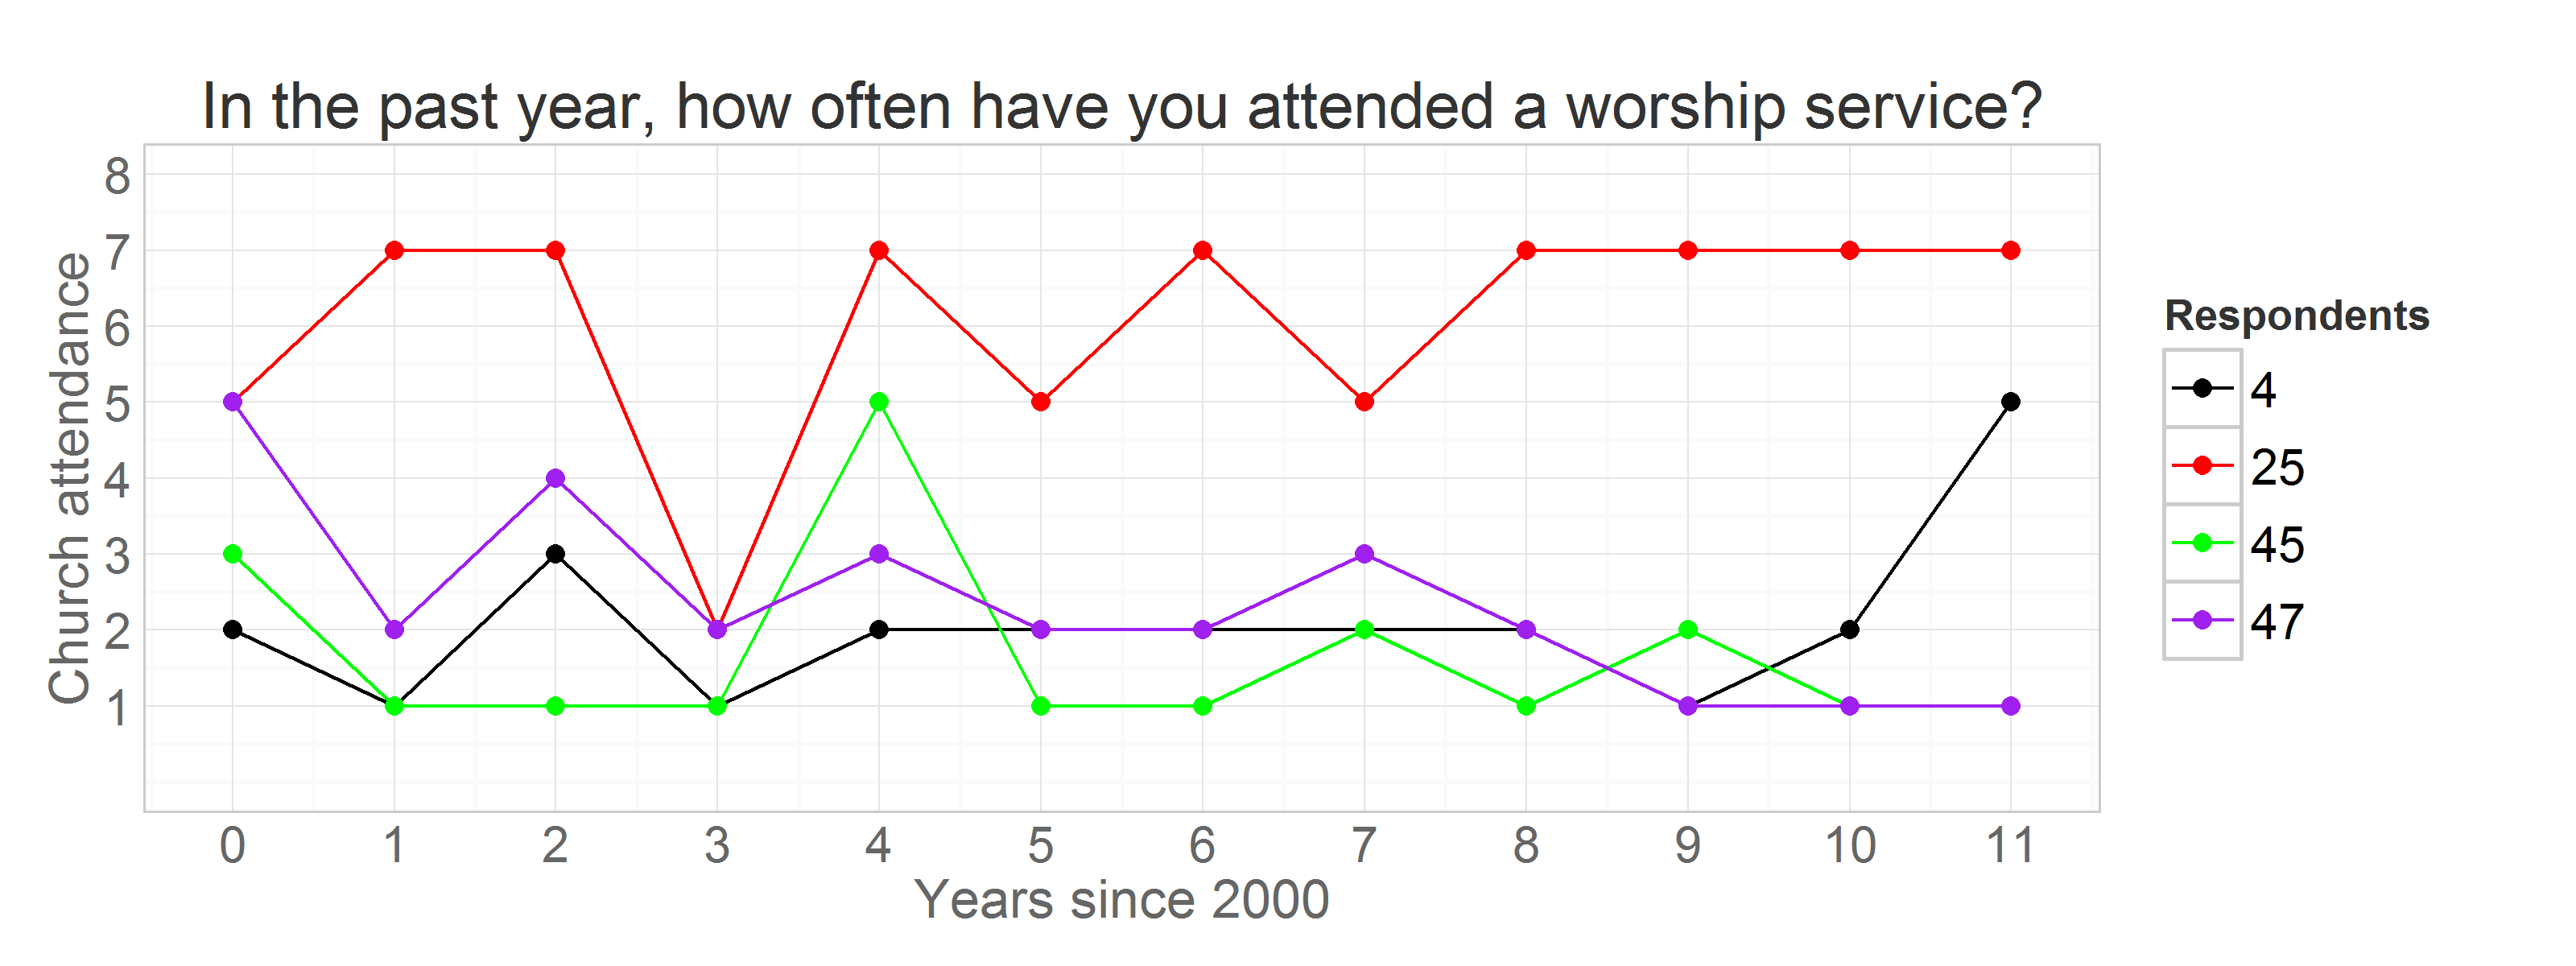 In the past year, how often have you attended a worship service?
Church attendance
8
7
6
5
4
3
2
1
0 1 2 3 4 5 6 7 8 9 10 11
Years since 2000
Respondents
4
25
45
47